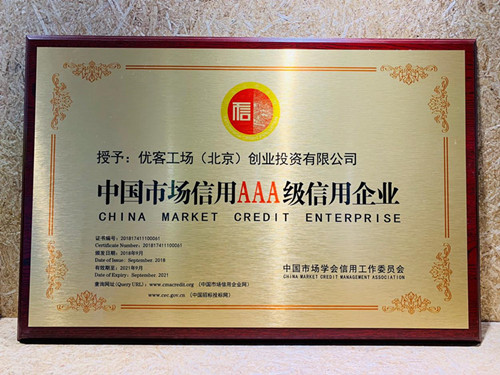 信
授予：优客工场（北京）创业投资有限公司
中国市场信用AAA级信用企业
CHINA MARKET CREDIT ENTERPRISE
证书编号：201817411100061
Certificate Number: 201817411100061
颁发日期：2018年9月
Date of Issue: September. 2018
有效期至：2021年9月
Date of Expiry: September. 2021
查询网址(Query URL)：www.cmacredit.org （中国市场信用企业网）
www.cec.gov.cn （中国招标投标网）
中国市场学会信用工作委员会
CHINA MARKET CREDIT MANAGEMENT ASSOCIATION